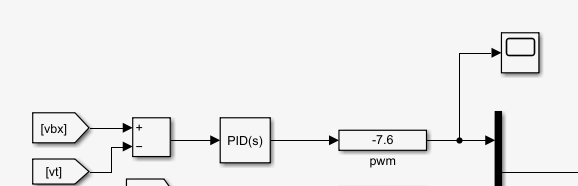 [vbx]
+
−
PID(s)
-7.6
pwm
[vt]